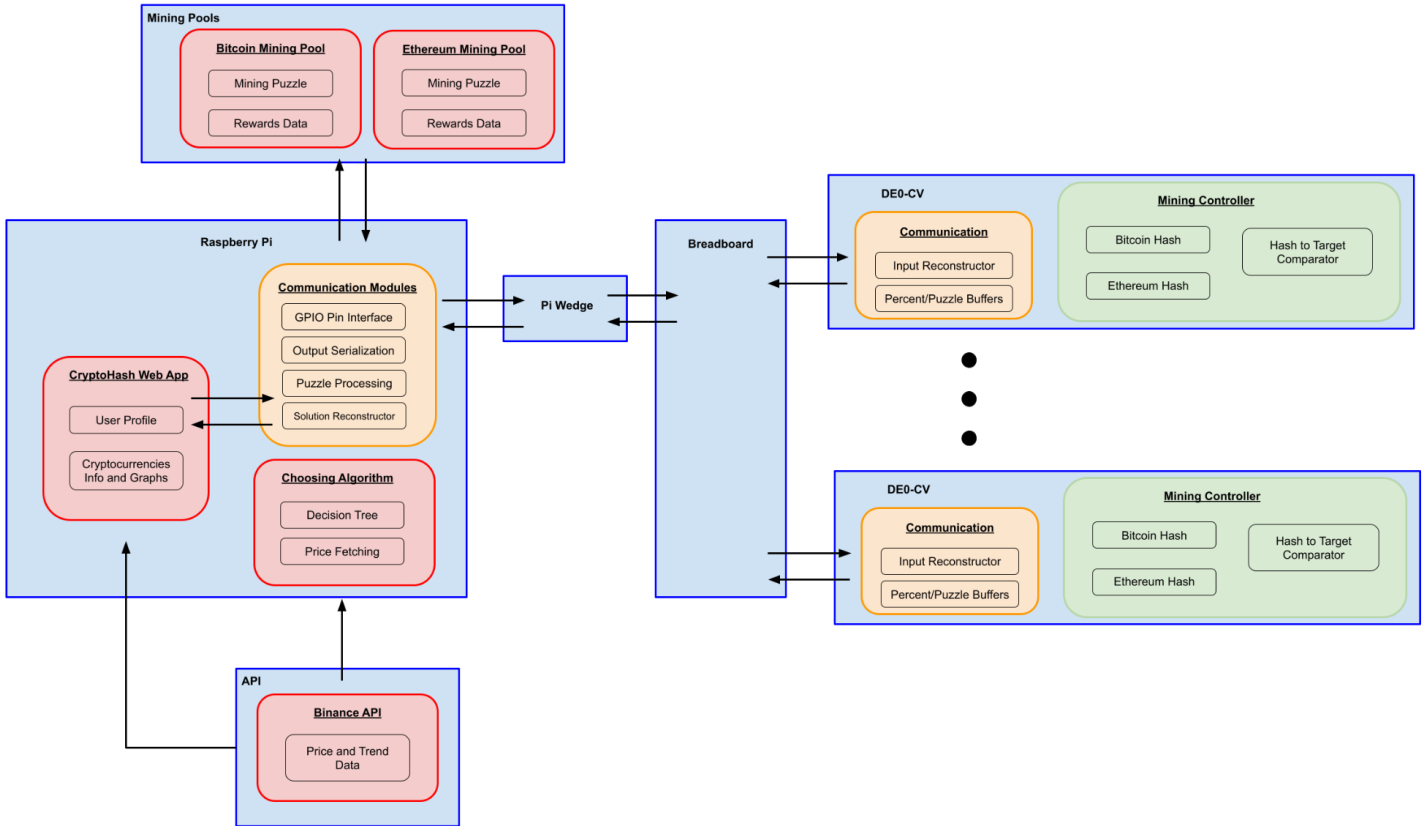 Mining Pools
Bitcoin Mining Pool
Mining Puzzle
Rewards Data
Ethereum Mining Pool
Mining Puzzle
Rewards Data
Raspberry Pi
Communication Modules
GPIO Pin Interface
Output Serialization
Puzzle Processing
Solution Reconstructor
CryptoHash Web App
User Profile
Cryptocurrencies
Info and Graphs
Choosing Algorithm
Decision Tree
Price Fetching
API
Binance API
Price and Trend
Data
Pi Wedge
Breadboard
DE0-CV
Communication
Input Reconstructor
Percent/Puzzle Buffers
Mining Controller
Bitcoin Hash
Ethereum Hash
Hash to Target
Comparator
DE0-CV
Communication
Input Reconstructor
Percent/Puzzle Buffers
Mining Controller
Bitcoin Hash
Ethereum Hash
Hash to Target
Comparator